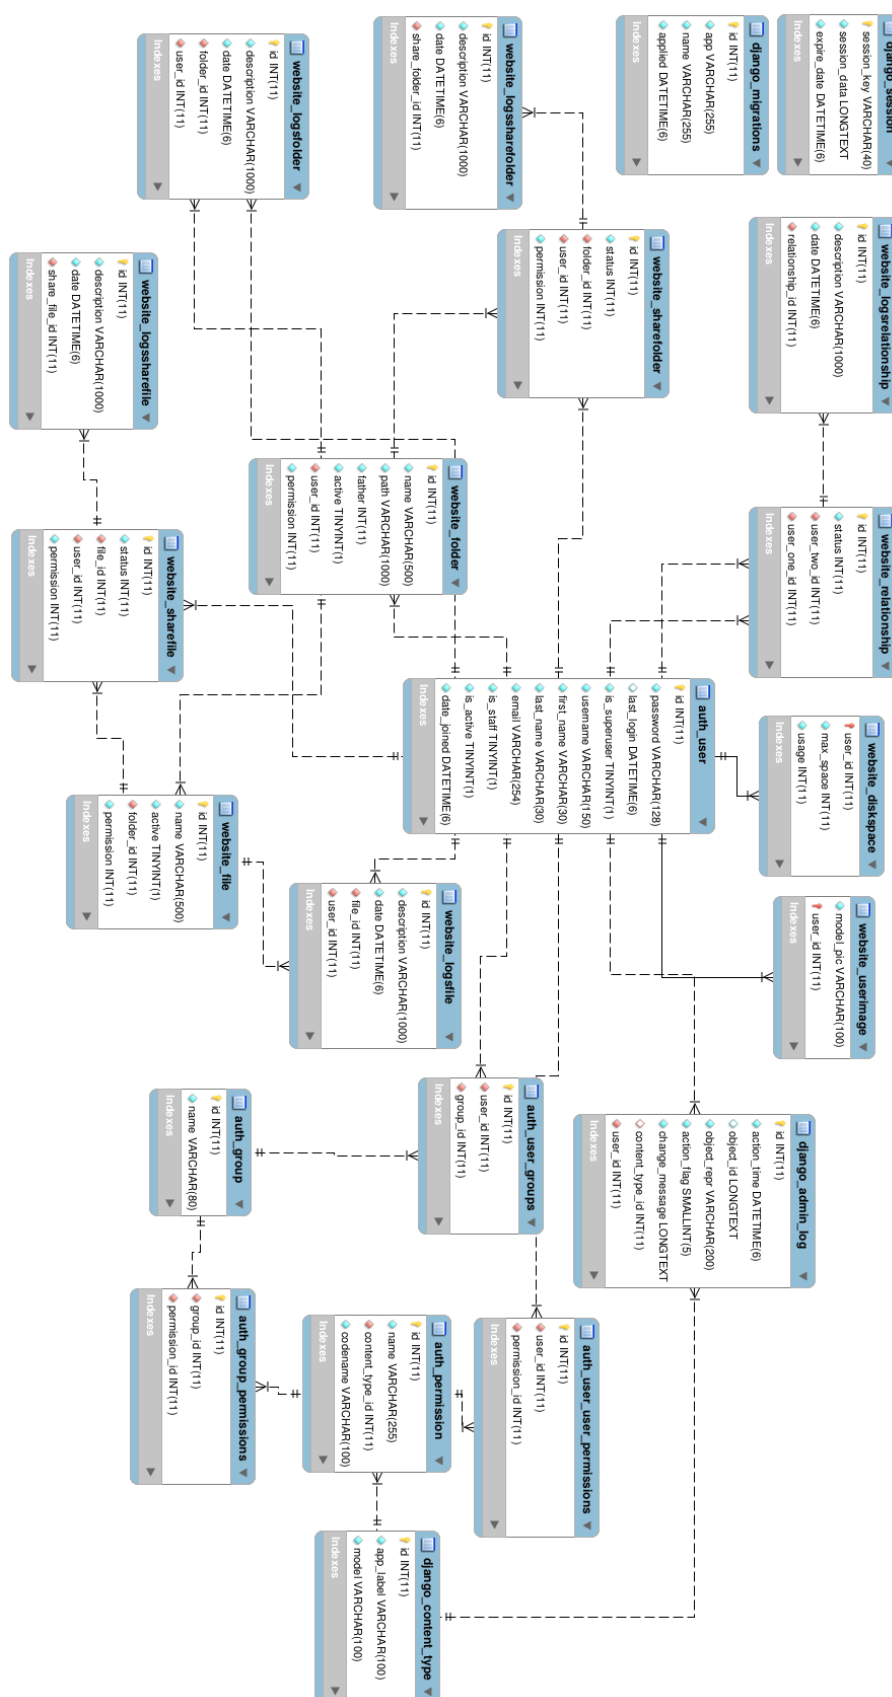 django_session
session_key VARCHAR(40)
session_data LONGTEXT
expire_date DATETIME(6)
Indexes
website_logsrelationship
id INT(11)
description VARCHAR(1000)
date DATETIME(6)
relationship_id INT(11)
Indexes
website_relationship
id INT(11)
status INT(11)
user_two_id INT(11)
user_one_id INT(11)
Indexes
website_diskspace
user_id INT(11)
max_space INT(11)
usage INT(11)
Indexes
website_userimage
model_pic VARCHAR(100)
user_id INT(11)
Indexes
django_migrations
id INT(11)
app VARCHAR(255)
name VARCHAR(255)
applied DATETIME(6)
Indexes
django_admin_log
id INT(11)
action_time DATETIME(6)
object_id LONGTEXT
object_repr VARCHAR(200)
action_flag SMALLINT(5)
change_message LONGTEXT
content_type_id INT(11)
user_id INT(11)
Indexes
auth_user
id INT(11)
password VARCHAR(128)
last_login DATETIME(6)
is_superuser TINYINT(1)
username VARCHAR(150)
first_name VARCHAR(30)
last_name VARCHAR(30)
email VARCHAR(254)
is_staff TINYINT(1)
is_active TINYINT(1)
date_joined DATETIME(6)
Indexes
website_sharefolder
id INT(11)
status INT(11)
folder_id INT(11)
user_id INT(11)
permission INT(11)
Indexes
auth_user_user_permissions
id INT(11)
user_id INT(11)
permission_id INT(11)
Indexes
website_logssharefolder
id INT(11)
description VARCHAR(1000)
date DATETIME(6)
share_folder_id INT(11)
Indexes
auth_user_groups
id INT(11)
user_id INT(11)
group_id INT(11)
Indexes
website_folder
id INT(11)
name VARCHAR(500)
path VARCHAR(1000)
father INT(11)
active TINYINT(1)
user_id INT(11)
permission INT(11)
Indexes
website_logsfile
id INT(11)
description VARCHAR(1000)
date DATETIME(6)
file_id INT(11)
user_id INT(11)
Indexes
auth_permission
id INT(11)
name VARCHAR(255)
content_type_id INT(11)
codename VARCHAR(100)
Indexes
django_content_type
id INT(11)
app_label VARCHAR(100)
model VARCHAR(100)
Indexes
website_logsfolder
id INT(11)
description VARCHAR(1000)
date DATETIME(6)
folder_id INT(11)
user_id INT(11)
Indexes
auth_group
id INT(11)
name VARCHAR(80)
Indexes
auth_group_permissions
id INT(11)
group_id INT(11)
permission_id INT(11)
Indexes
website_file
id INT(11)
name VARCHAR(500)
active TINYINT(1)
folder_id INT(11)
permission INT(11)
Indexes
website_sharefile
id INT(11)
status INT(11)
file_id INT(11)
user_id INT(11)
permission INT(11)
Indexes
website_logssharefile
id INT(11)
description VARCHAR(1000)
date DATETIME(6)
share_file_id INT(11)
Indexes